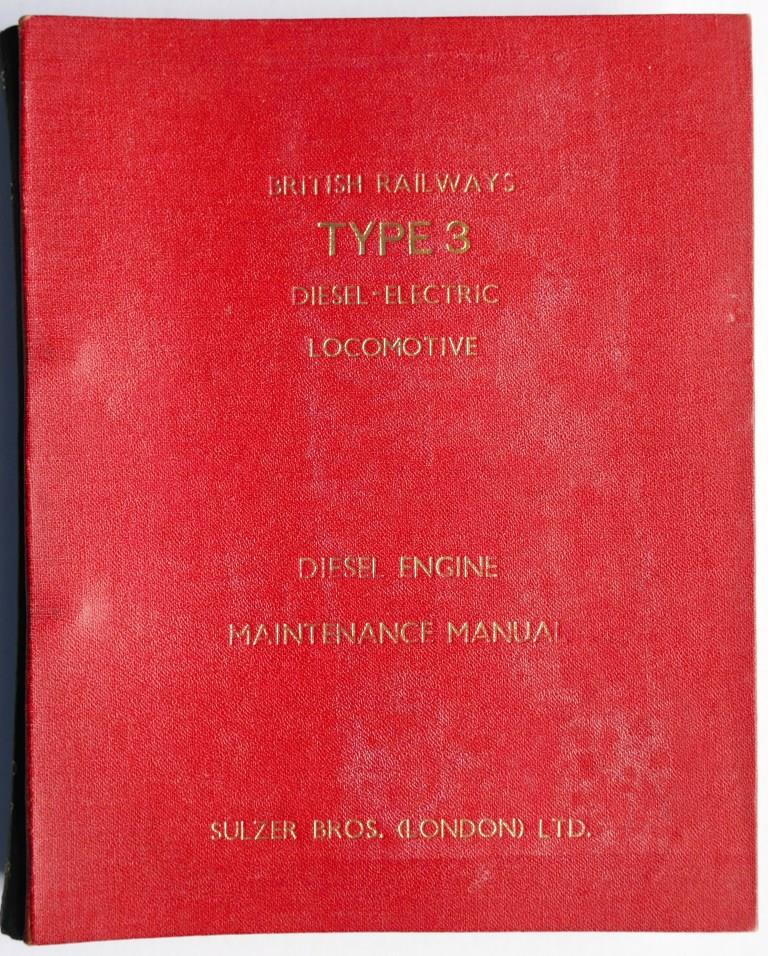 BRITISH RAILWAYS
TYPE 3
DIESEL-ELECTRIC
LOCOMOTIVE
DIESEL ENGINE
MAINTENANCE MANUAL
SULZER BROS. (LONDON) LTD.